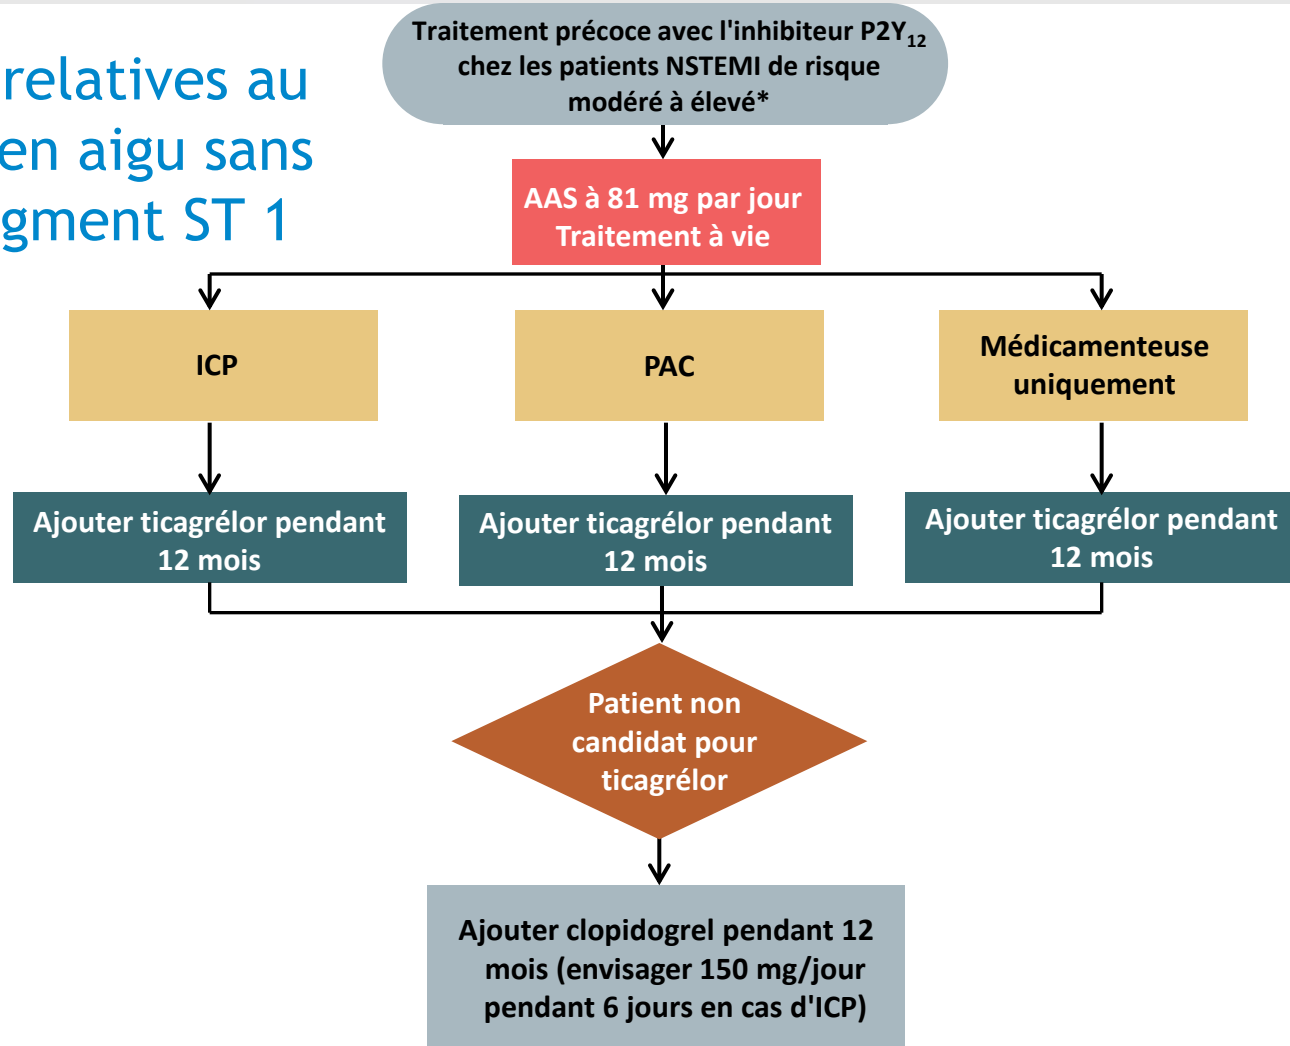 Traitement précoce avec l'inhibiteur P2Y12
chez les patients NSTEMI de risque
modéré à élevé*
relatives au
en aigu sans
gment ST 1
AAS à 81 mg par jour
Traitement à vie
ICP
PAC
Médicamenteuse
uniquement
Ajouter ticagrélor pendant
12 mois
Ajouter ticagrélor pendant
12 mois
Ajouter ticagrélor pendant
12 mois
Patient non
candidat pour
ticagrélor
Ajouter clopidogrel pendant 12
mois (envisager 150 mg/jour
pendant 6 jours en cas d'ICP)